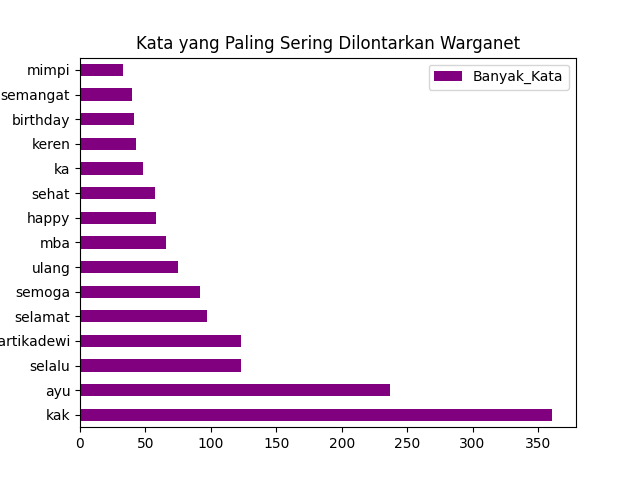 Kata yang Paling Sering Dilontarkan Warganet
Banyak_Kata
mimpi
semangat
birthday
keren
ka
sehat
happy
mba
ulang
semoga
selamat
artikadewi
selalu
ayu
kak
0 50 100 150 200 250 300 350